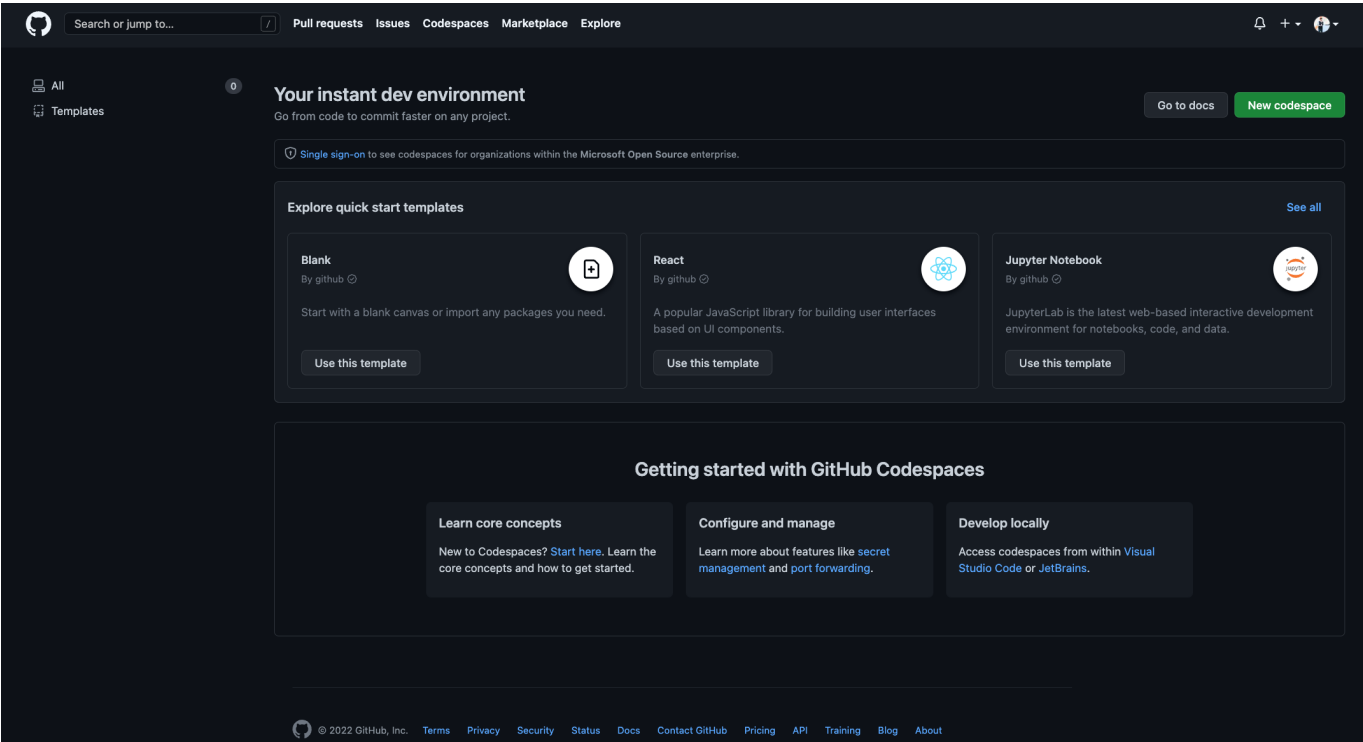 Search or jump to... /
Pull requests Issues Codespaces Marketplace Explore
All 0
Templates
Your instant dev environment
Go from code to commit faster on any project.
Go to docs
New codespace
Single sign-on to see codespaces for organizations within the Microsoft Open Source enterprise.
Explore quick start templates
See all
Blank
By github
Start with a blank canvas or import any packages you need.
Use this template
React
By github
A popular JavaScript library for building user interfaces
based on UI components.
Use this template
Jupyter Notebook
By github
jupyter
JupyterLab is the latest web-based interactive development
environment for notebooks, code, and data.
Use this template
Getting started with GitHub Codespaces
Learn core concepts
New to Codespaces? Start here. Learn the
core concepts and how to get started.
Configure and manage
Learn more about features like secret
management and port forwarding.
Develop locally
Access codespaces from within Visual
Studio Code or JetBrains.
© 2022 GitHub, Inc. Terms Privacy Security Status Docs Contact GitHub Pricing API Training Blog About